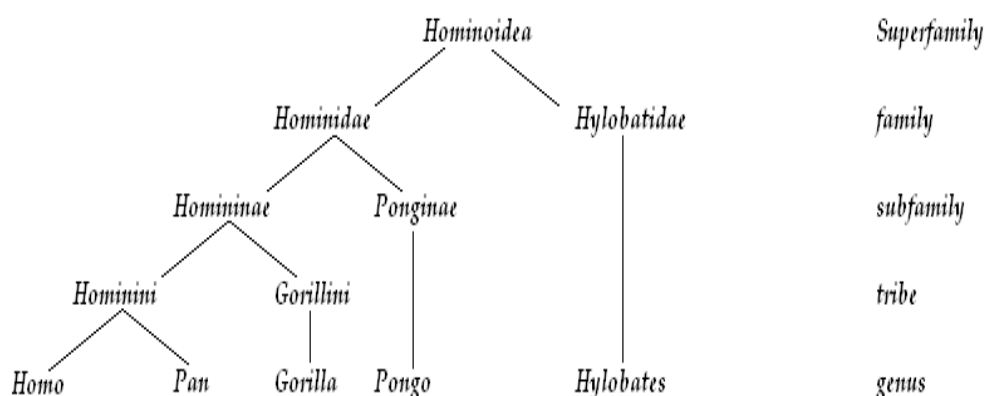 Hominoidea Superfamily
Hominidae Hylobatidae family
Homininae Ponginae subfamily
Hominini Gorillini tribe
Homo Pan Gorilla Pongo Hylobates genus